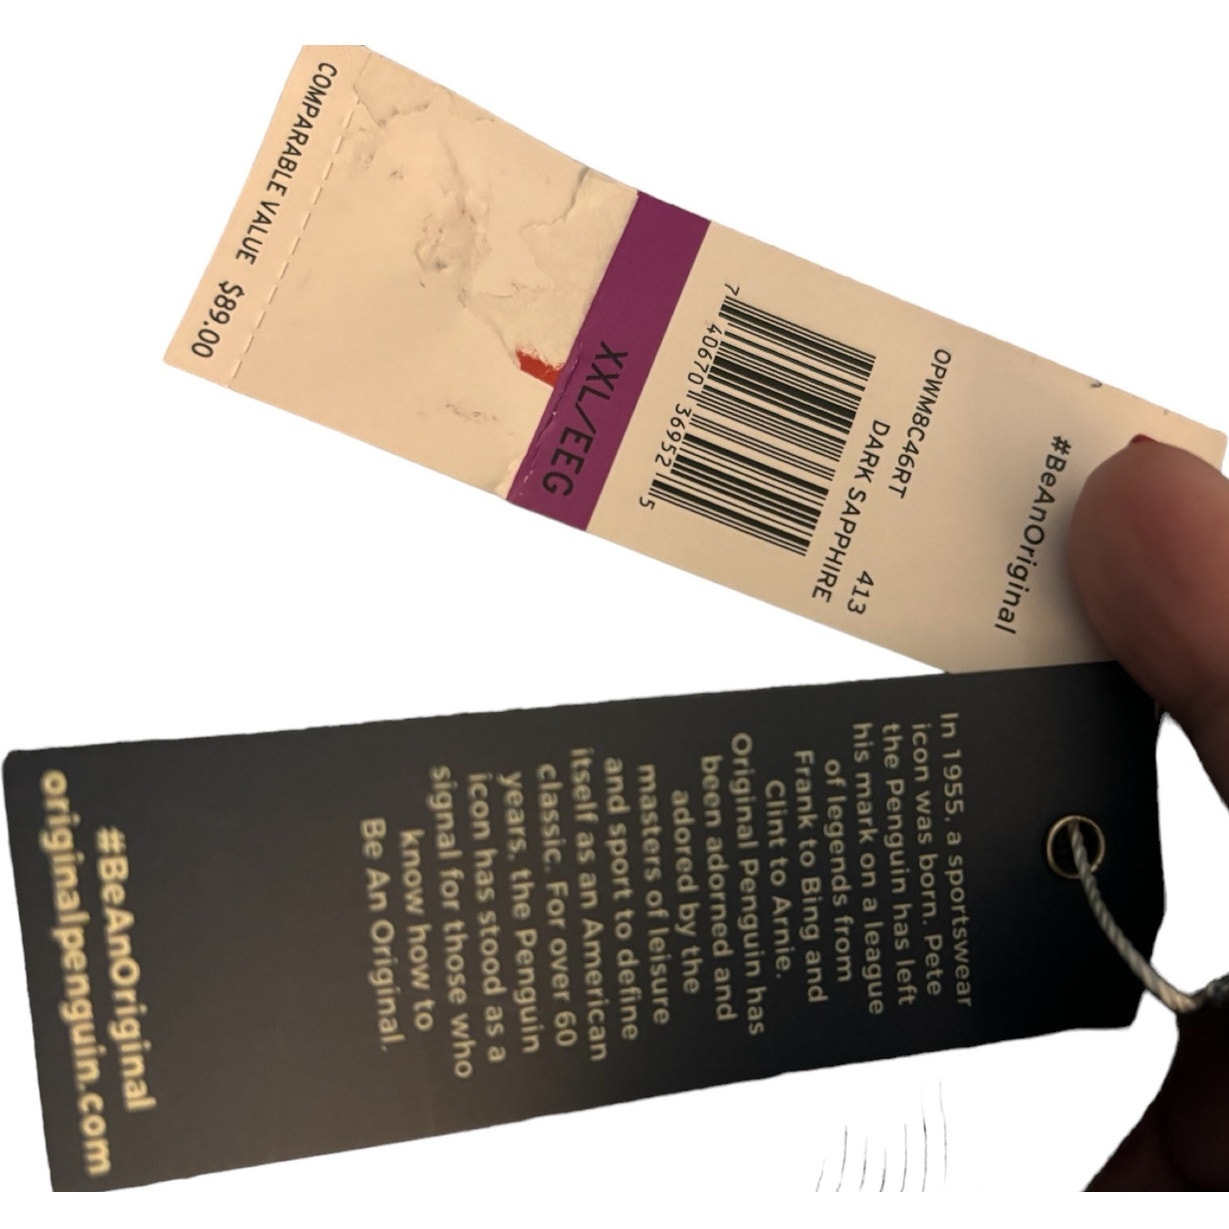 #BeAnOriginal
OPWM8C46RT
DARK SAPPHIRE 413
7 40670 36952 5
XXL/EEG
COMPARABLE VALUE $89.00
In 1955, a sportswear
icon was born. Pete
the Penguin has left
his mark on a league
of legends from
Frank to Bing and
Clint to Arnie.
Original Penguin has
been adorned and
adored by the
masters of leisure
and sport to define
itself as an American
classic. For over 60
years, the Penguin
icon has stood as a
signal for those who
know how to
Be An Original.
#BeAnOriginal
originalpenguin.com